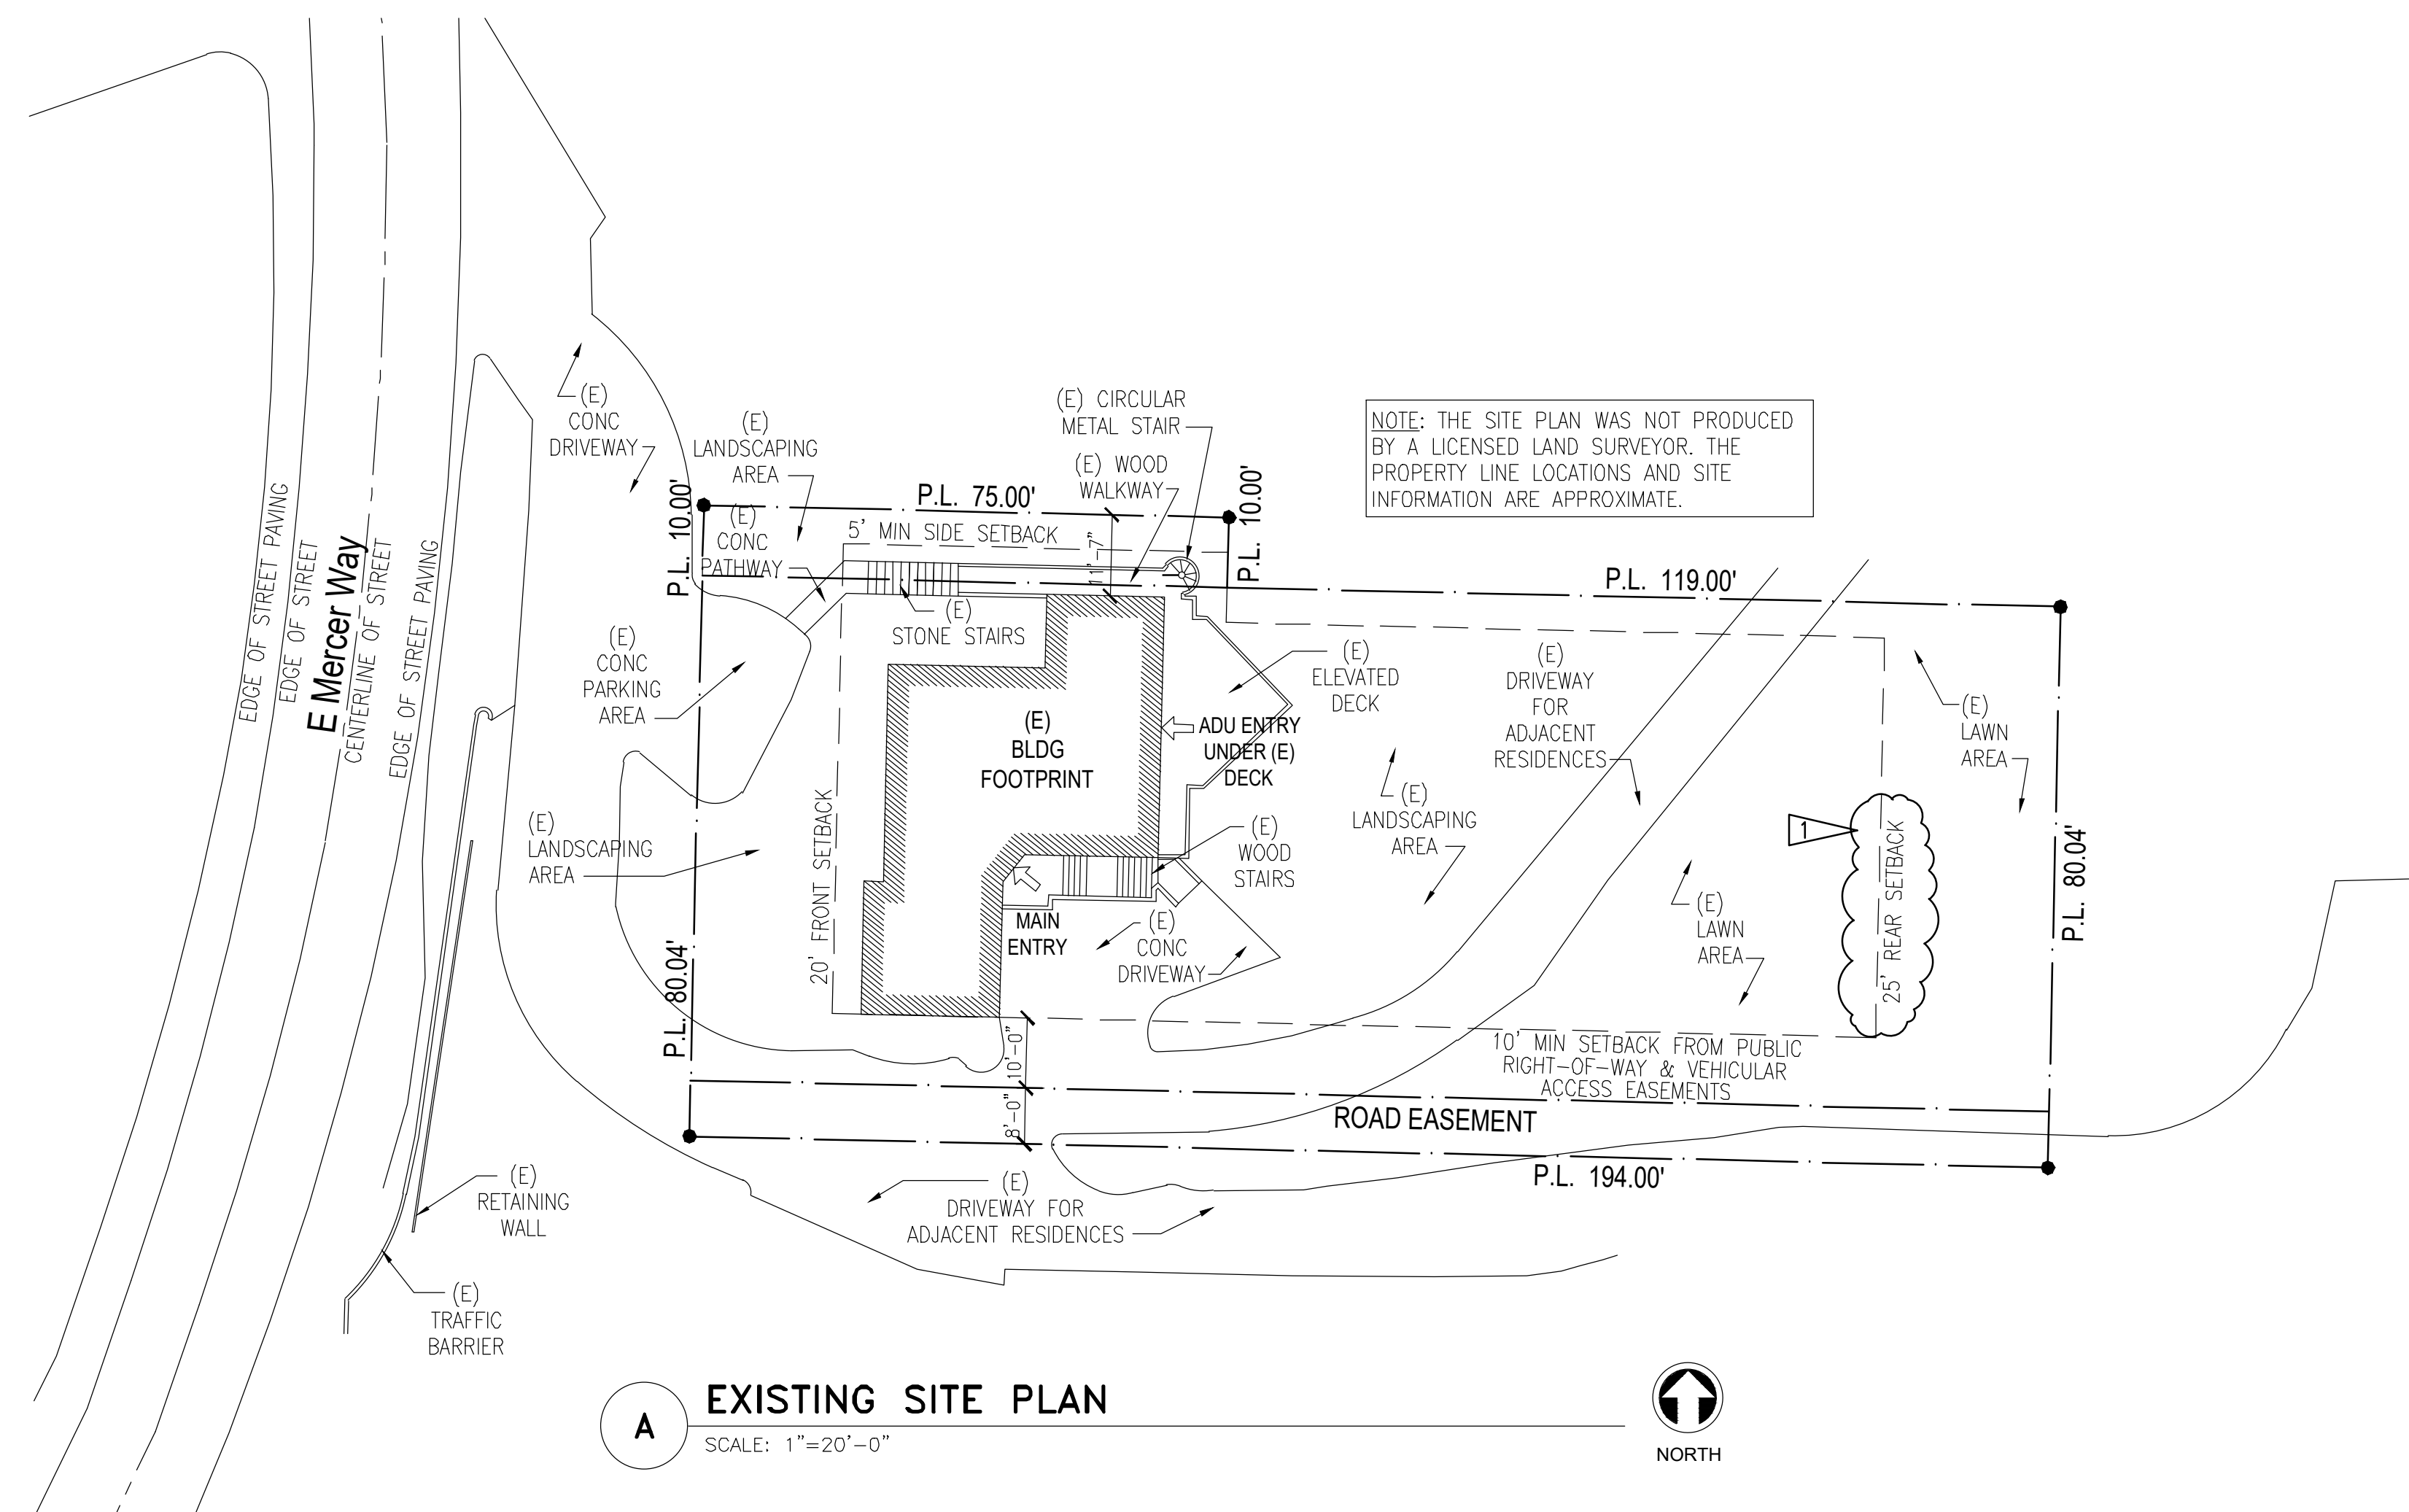 EDGE OF STREET PAVING
EDGE OF STREET
E Mercer Way
CENTERLINE OF STREET
EDGE OF STREET PAVING
(E)
CONC
DRIVEWAY
(E)
LANDSCAPING
AREA
(E) CIRCULAR
METAL STAIR
(E) WOOD
WALKWAY
NOTE: THE SITE PLAN WAS NOT PRODUCED
BY A LICENSED LAND SURVEYOR. THE
PROPERTY LINE LOCATIONS AND SITE
INFORMATION ARE APPROXIMATE.
P.L. 10.00'
P.L. 75.00'
P.L. 10.00'
(E)
CONC
PATHWAY
5' MIN SIDE SETBACK
11'-7"
P.L. 119.00'
(E)
STONE STAIRS
(E)
CONC
PARKING
AREA
(E)
ELEVATED
DECK
(E)
DRIVEWAY
FOR
ADJACENT
RESIDENCES
(E)
LAWN
AREA
(E)
BLDG
FOOTPRINT
ADU ENTRY
UNDER (E)
DECK
(E)
LANDSCAPING
AREA
20' FRONT SETBACK
(E)
WOOD
STAIRS
(E)
LANDSCAPING
AREA
1
25' REAR SETBACK
P.L. 80.04'
MAIN
ENTRY
(E)
CONC
DRIVEWAY
(E)
LAWN
AREA
P.L. 80.04'
10'-0"
8'-0"
10' MIN SETBACK FROM PUBLIC
RIGHT-OF-WAY & VEHICULAR
ACCESS EASEMENTS
ROAD EASEMENT
P.L. 194.00'
(E)
RETAINING
WALL
(E)
DRIVEWAY FOR
ADJACENT RESIDENCES
(E)
TRAFFIC
BARRIER
A
EXISTING SITE PLAN
SCALE: 1"=20'-0"
NORTH